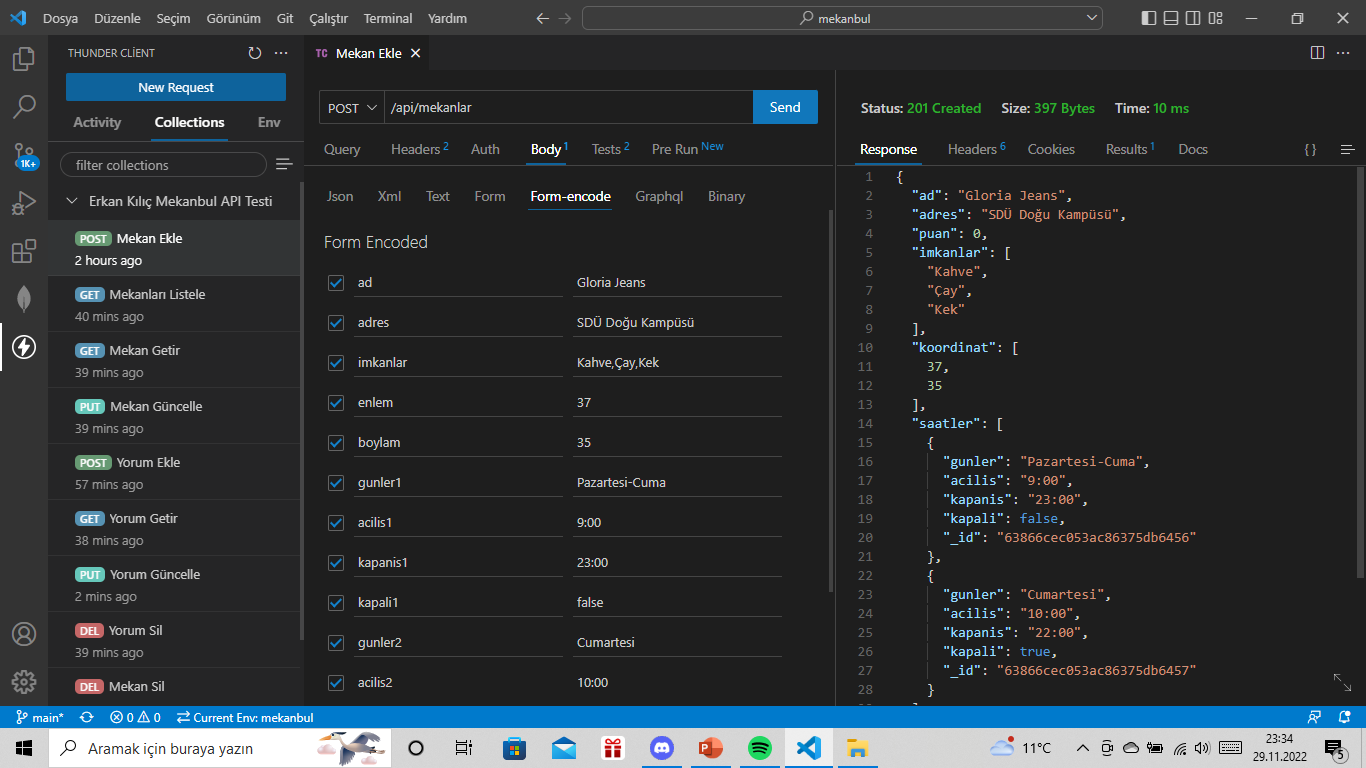 Dosya Düzenle Seçim Görünüm Git Çalıştır Terminal Yardım mekanbul
THUNDER CLİENT
New Request
Activity Collections Env
filter collections
Erkan Kılıç Mekanbul API Testi
POST Mekan Ekle
2 hours ago
GET Mekanları Listele
40 mins ago
GET Mekan Getir
39 mins ago
PUT Mekan Güncelle
39 mins ago
POST Yorum Ekle
57 mins ago
GET Yorum Getir
38 mins ago
PUT Yorum Güncelle
2 mins ago
DEL Yorum Sil
39 mins ago
DEL Mekan Sil
1K+
TC Mekan Ekle
POST /api/mekanlar Send
Query Headers 2 Auth Body 1 Tests 2 Pre Run New
Json Xml Text Form Form-encode Graphql Binary
Form Encoded
ad Gloria Jeans
adres SDÜ Doğu Kampüsü
imkanlar Kahve,Çay,Kek
enlem 37
boylam 35
gunler1 Pazartesi-Cuma
acilis1 9:00
kapanis1 23:00
kapali1 false
gunler2 Cumartesi
acilis2 10:00
Status: 201 Created Size: 397 Bytes Time: 10 ms
Response Headers 6 Cookies Results 1 Docs { }
1 {
2 "ad": "Gloria Jeans",
3 "adres": "SDÜ Doğu Kampüsü",
4 "puan": 0,
5 "imkanlar": [
6 "Kahve",
7 "Çay",
8 "Kek"
9 ],
10 "koordinat": [
11 37,
12 35
13 ],
14 "saatler": [
15 {
16 "gunler": "Pazartesi-Cuma",
17 "acilis": "9:00",
18 "kapanis": "23:00",
19 "kapali": false,
20 "_id": "63866cec053ac86375db6456"
21 },
22 {
23 "gunler": "Cumartesi",
24 "acilis": "10:00",
25 "kapanis": "22:00",
26 "kapali": true,
27 "_id": "63866cec053ac86375db6457"
28 }
main* 0 0 Current Env: mekanbul
Aramak için buraya yazın
11°C
23:34
29.11.2022
5